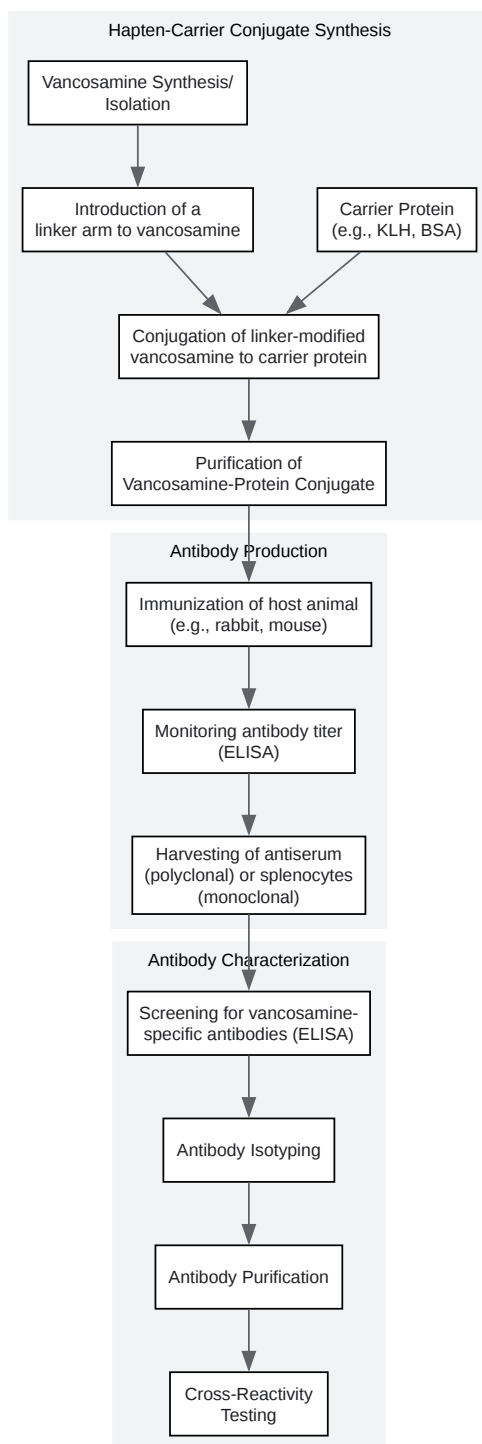 Hapten-Carrier Conjugate Synthesis
Vancosamine Synthesis/
Isolation
Introduction of a
linker arm to vancosamine
Carrier Protein
(e.g., KLH, BSA)
Conjugation of linker-modified
vancosamine to carrier protein
Purification of
Vancosamine-Protein Conjugate
Antibody Production
Immunization of host animal
(e.g., rabbit, mouse)
Monitoring antibody titer
(ELISA)
Harvesting of antiserum
(polyclonal) or splenocytes
(monoclonal)
Antibody Characterization
Screening for vancosamine-
specific antibodies (ELISA)
Antibody Isotyping
Antibody Purification
Cross-Reactivity
Testing